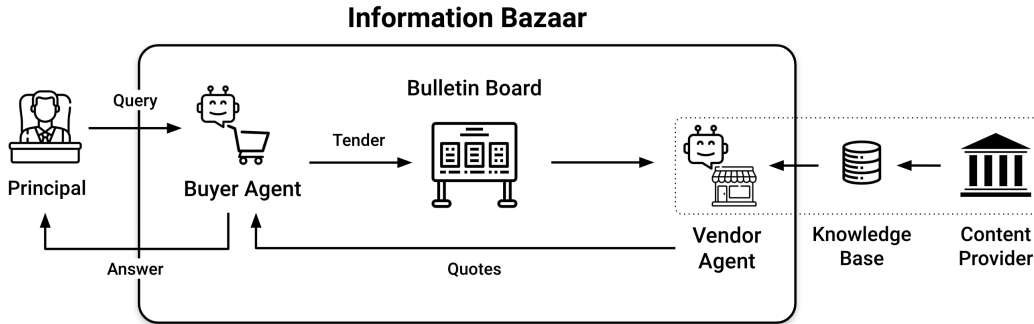 Information Bazaar
Bulletin Board
Query
Tender
Principal
Buyer Agent
Vendor
Agent
Knowledge
Base
Content
Provider
Answer
Quotes